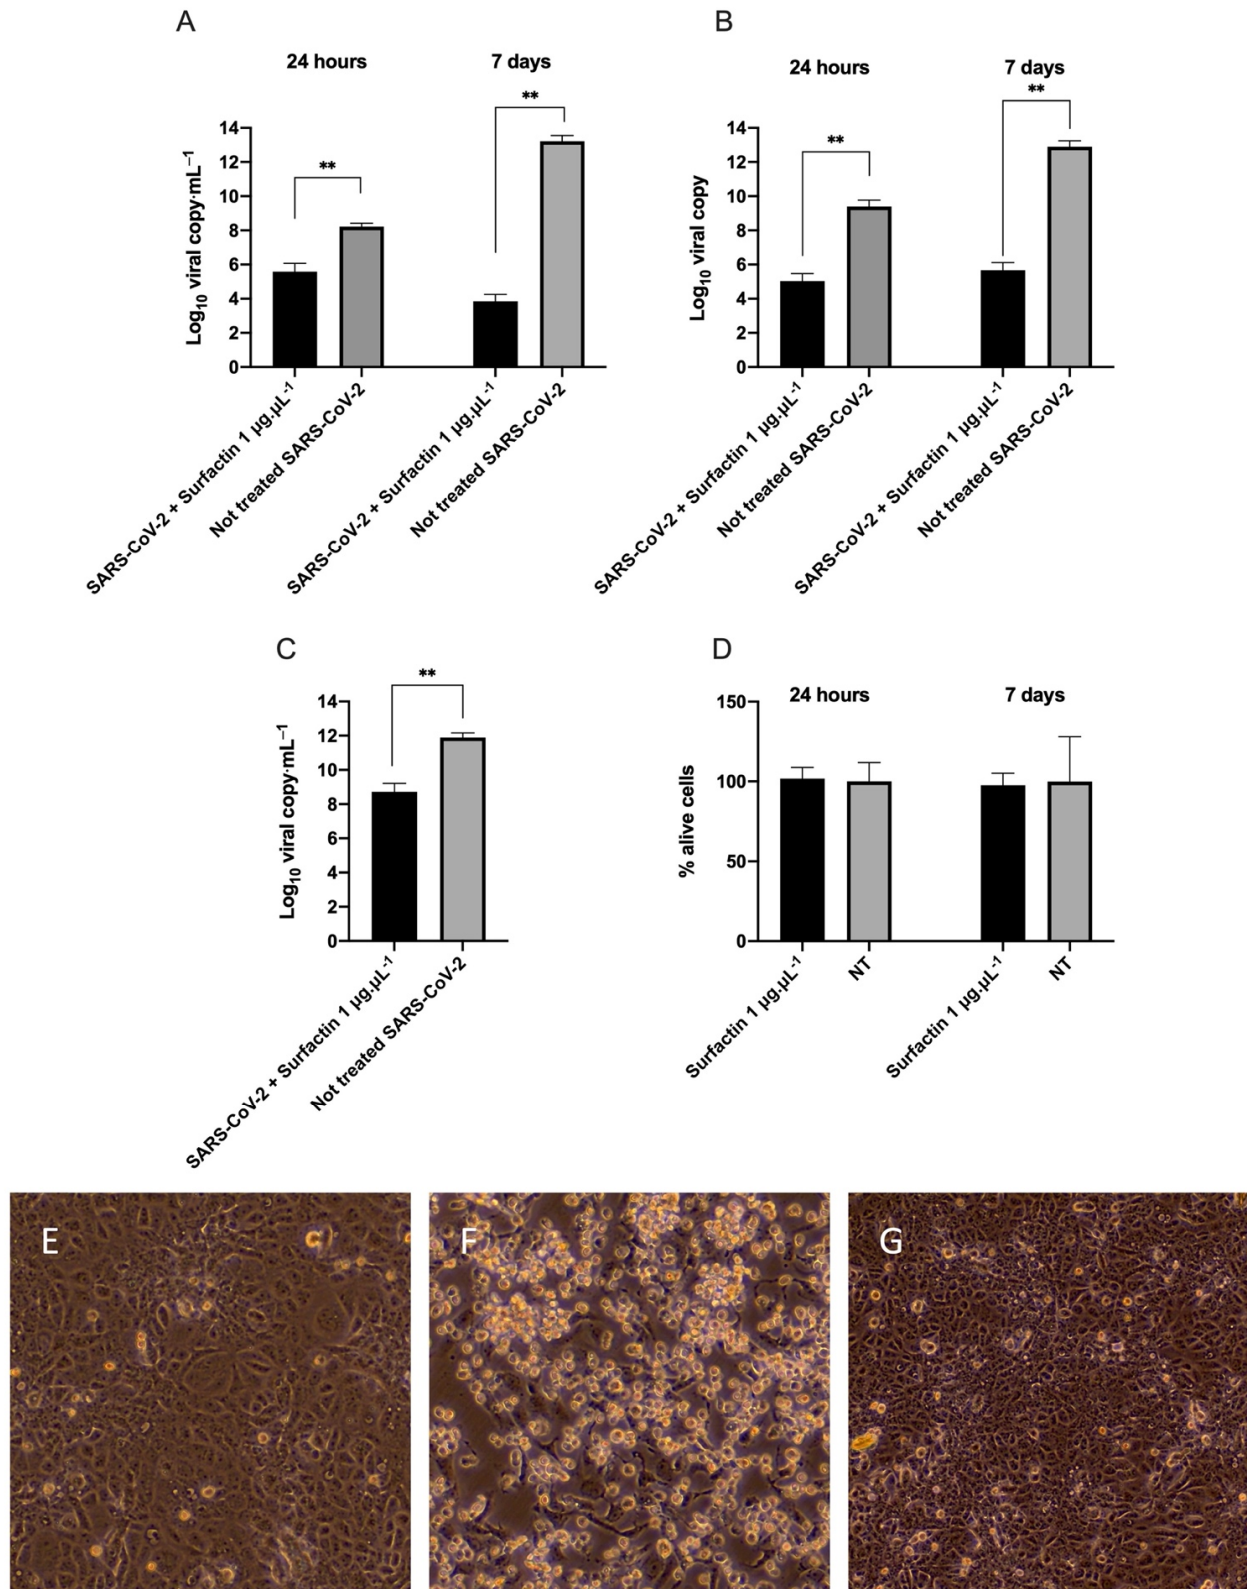 A
24 hours
7 days
**
**
14
12
10
8
6
4
2
0
Log10 viral copy·mL−1
SARS-CoV-2 + Surfactin 1 µg.µL-1
Not treated SARS-CoV-2
SARS-CoV-2 + Surfactin 1 µg.µL-1
Not treated SARS-CoV-2
B
24 hours
7 days
**
**
14
12
10
8
6
4
2
0
Log10 viral copy
SARS-CoV-2 + Surfactin 1 µg.µL-1
Not treated SARS-CoV-2
SARS-CoV-2 + Surfactin 1 µg.µL-1
Not treated SARS-CoV-2
C
**
14
12
10
8
6
4
2
0
Log10 viral copy·mL−1
SARS-CoV-2 + Surfactin 1 µg.µL-1
Not treated SARS-CoV-2
D
24 hours
7 days
150
100
50
0
% alive cells
Surfactin 1 µg.µL-1
NT
Surfactin 1 µg.µL-1
NT
E
F
G